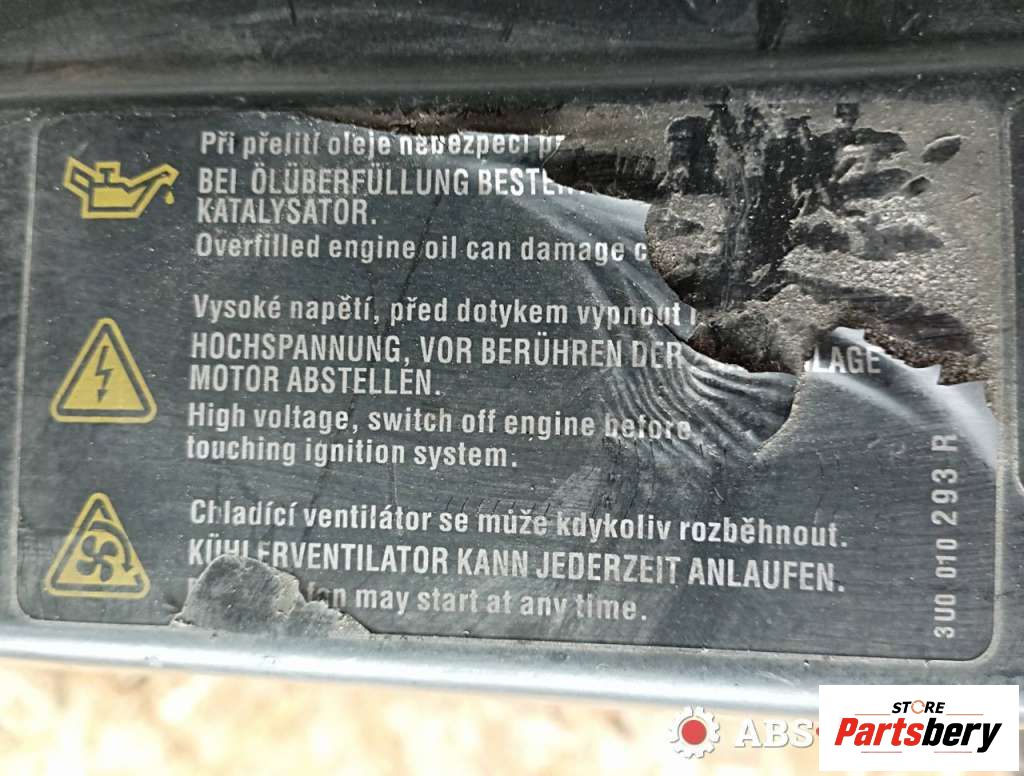 Při přelití oleje nebezpečí
BEI ÖLÜBERFÜLLUNG
KATALYSATOR.
Overfilled engine oil can damage
Vysoké napětí, před dotykem vypnout
HOCHSPANNUNG, VOR BERÜHREN DER
MOTOR ABSTELLEN.
High voltage, switch off engine before
touching ignition system.
Chladící ventilátor se může kdykoliv rozběhnout.
KÜHLERVENTILATOR KANN JEDERZEIT ANLAUFEN.
fan may start at any time.
3U0 010 293 R
ABS
STORE
Partsbery